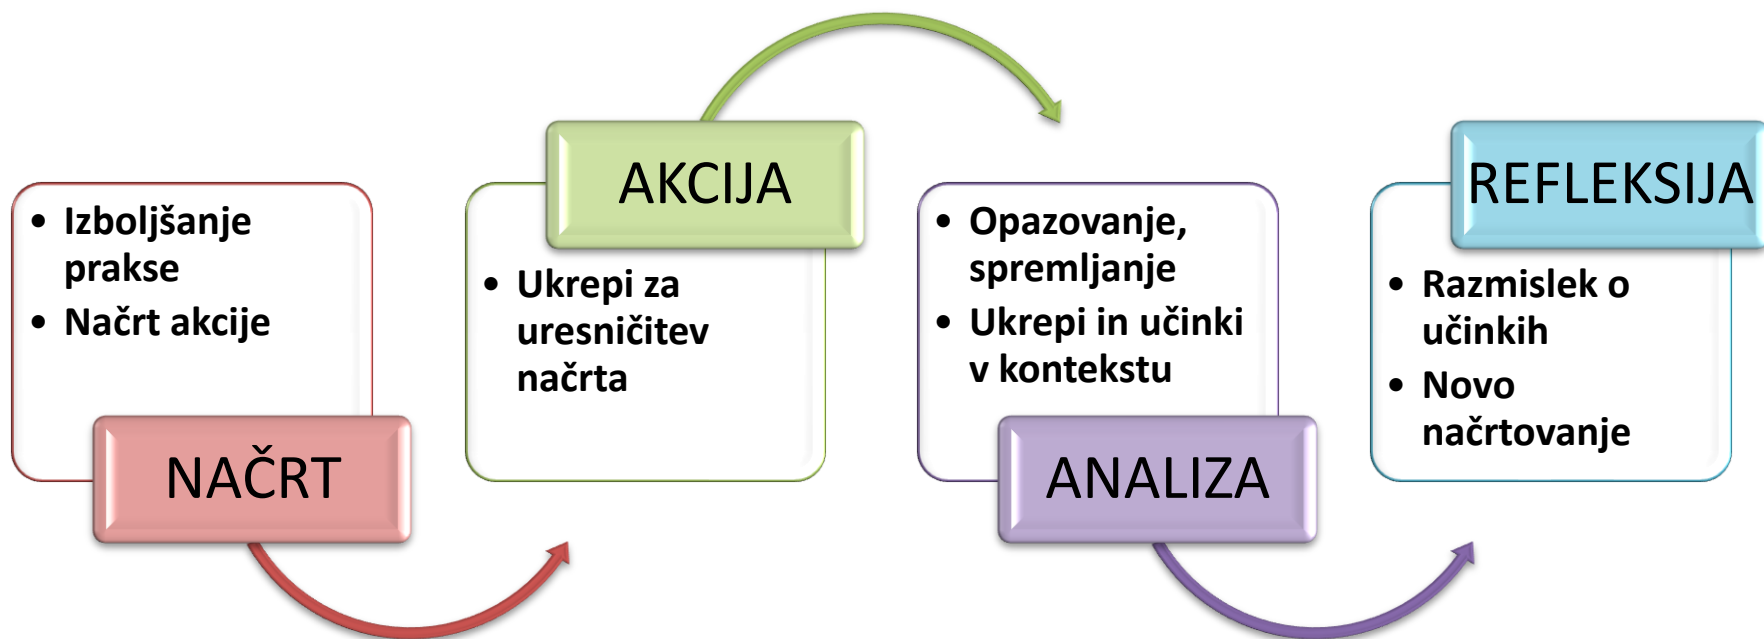 • Izboljšanje
prakse
• Načrt akcije
NAČRT
AKCIJA
• Ukrepi za
uresničitev
načrta
• Opazovanje,
spremljanje
• Ukrepi in učinki
v kontekstu
ANALIZA
REFLEKSIJA
• Razmislek o
učinkih
• Novo
načrtovanje